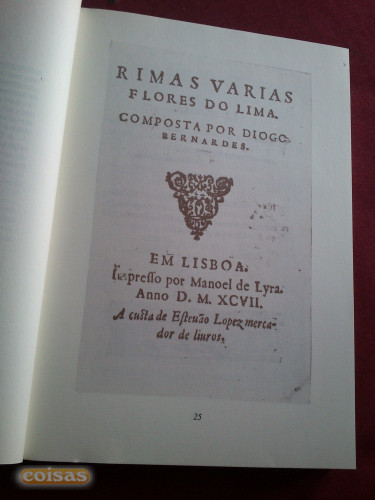 RIMAS VARIAS
FLORES DO LIMA.
COMPOSTA POR DIOGO
BERNARDES.
EM LISBOA.
Impresso por Manoel de Lyra.
Anno D. M. XCVII.
A custa de Esteuão Lopez merca-
dor de liuros,
25
coisas